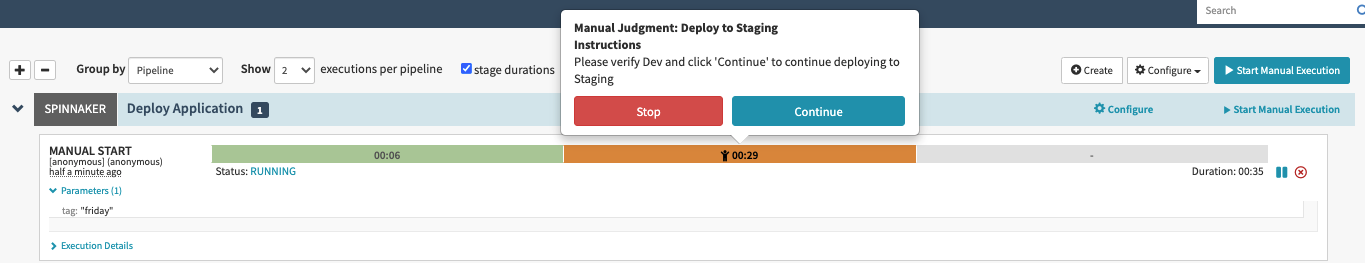 Search
Manual Judgment: Deploy to Staging
Instructions
Please verify Dev and click 'Continue' to continue deploying to
Staging
Stop
Continue
Group by
Pipeline
Show
2
executions per pipeline
stage durations
Create
Configure
Start Manual Execution
SPINNAKER
Deploy Application
1
Configure
Start Manual Execution
MANUAL START
[anonymous] (anonymous)
half a minute ago
00:06
00:29
-
Status: RUNNING
Duration: 00:35
Parameters (1)
tag: "friday"
Execution Details